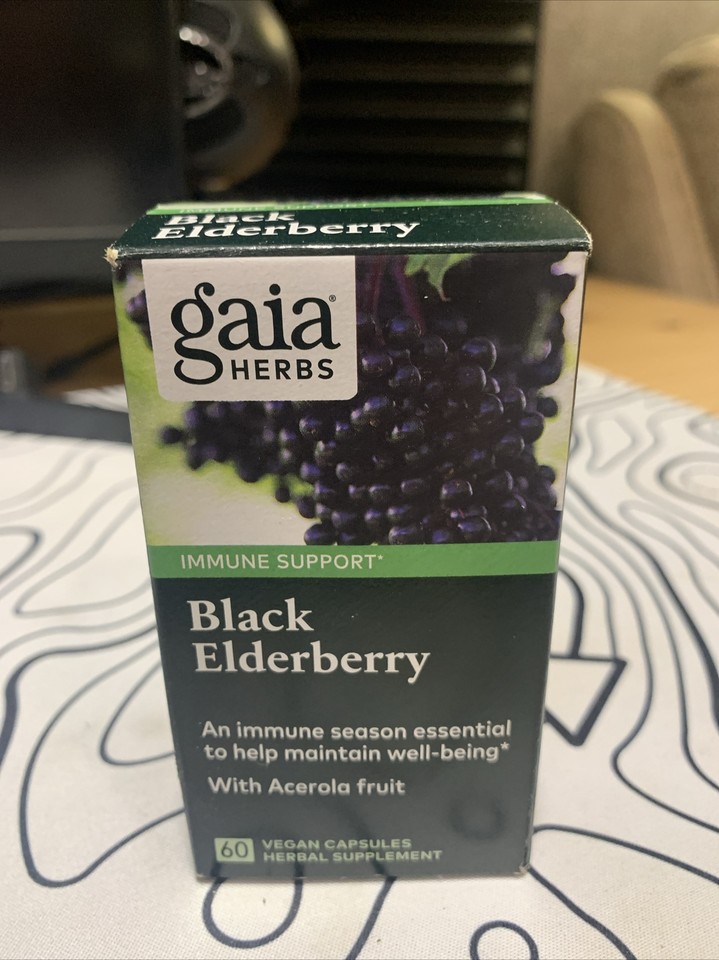 Black
Elderberry
gaia®
HERBS
IMMUNE SUPPORT*
Black
Elderberry
An immune season essential
to help maintain well-being*
With Acerola fruit
60 VEGAN CAPSULES
HERBAL SUPPLEMENT